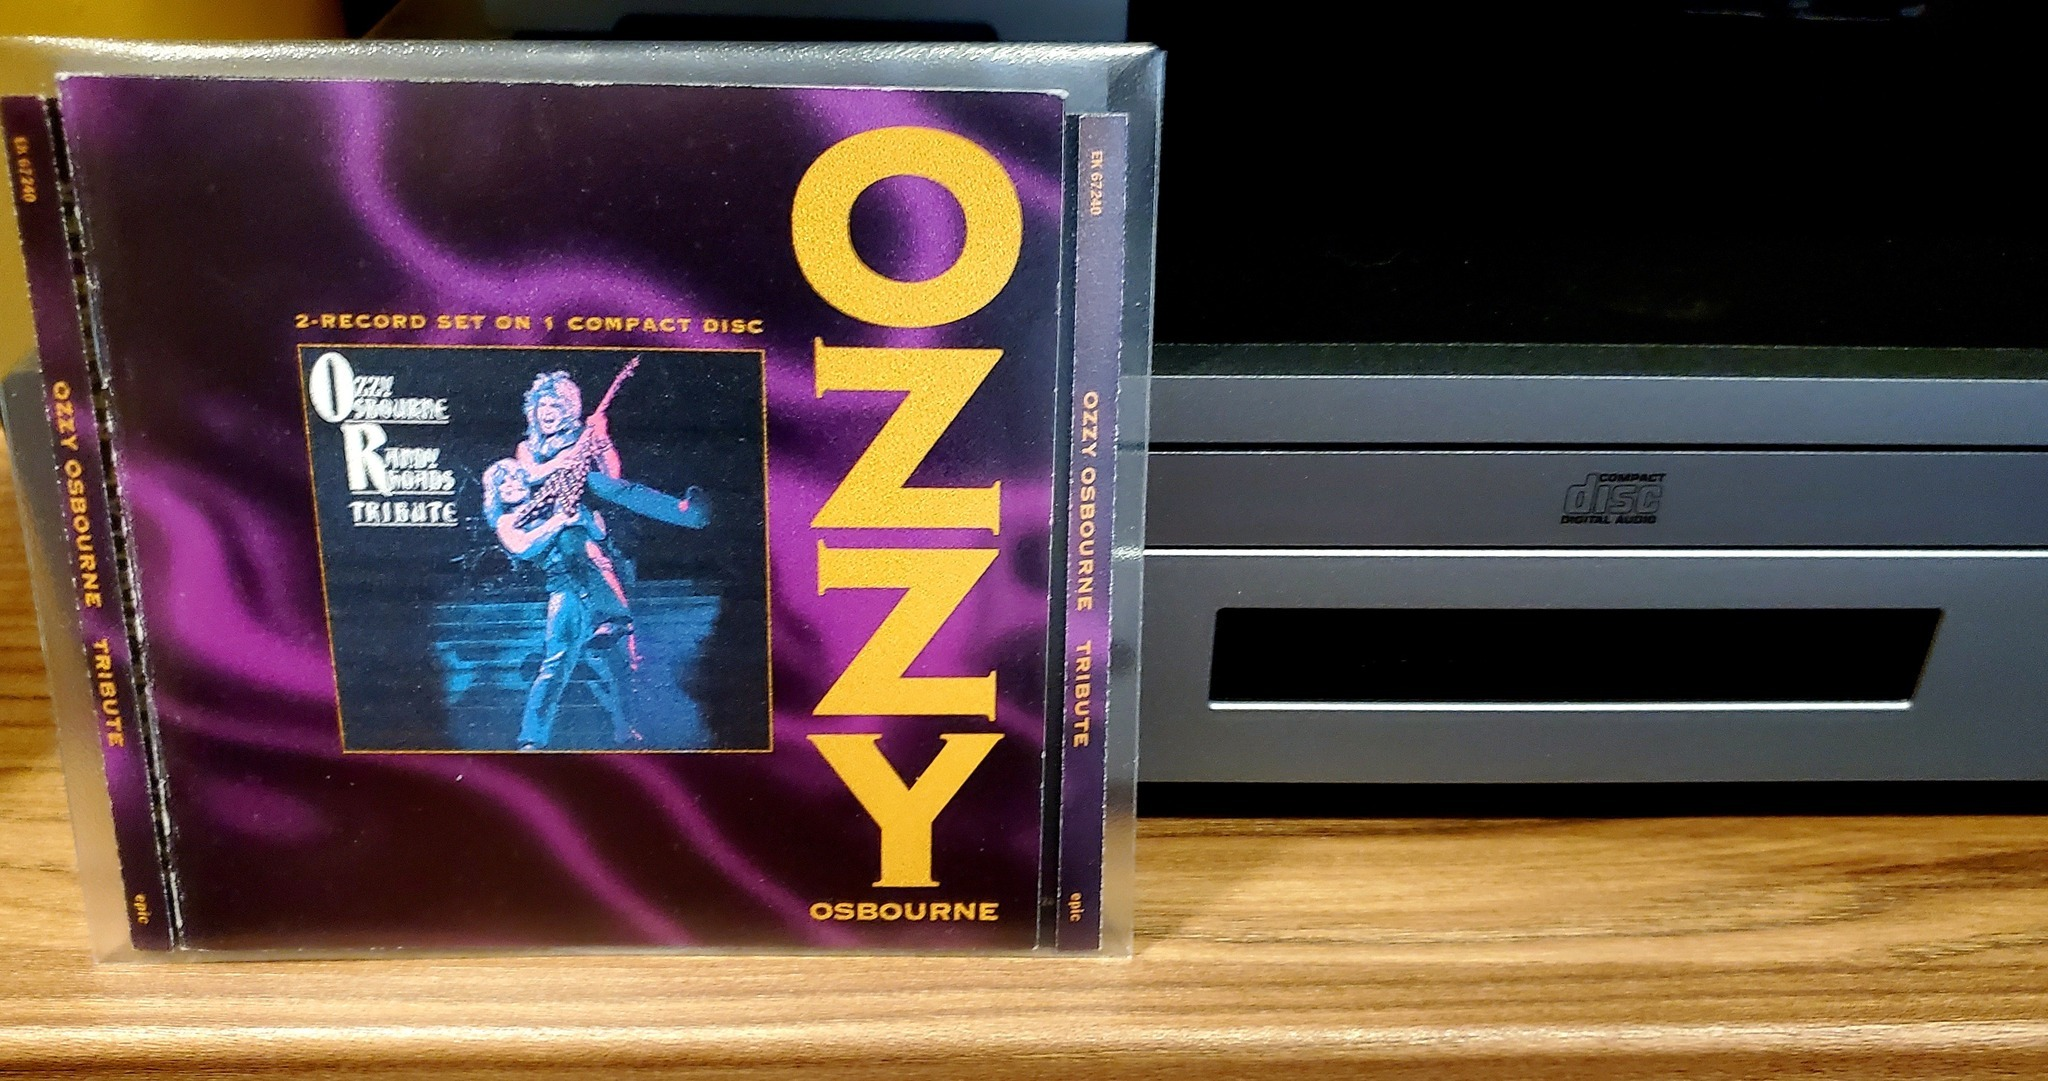 EK 67240
OZZY OSBOURNE TRIBUTE
epic
2-RECORD SET ON 1 COMPACT DISC
OZZY
OSBOURNE
RANDY
RHOADS
TRIBUTE
OZZY
OSBOURNE
EK 67240
OZZY OSBOURNE TRIBUTE
epic
COMPACT
disc
DIGITAL AUDIO